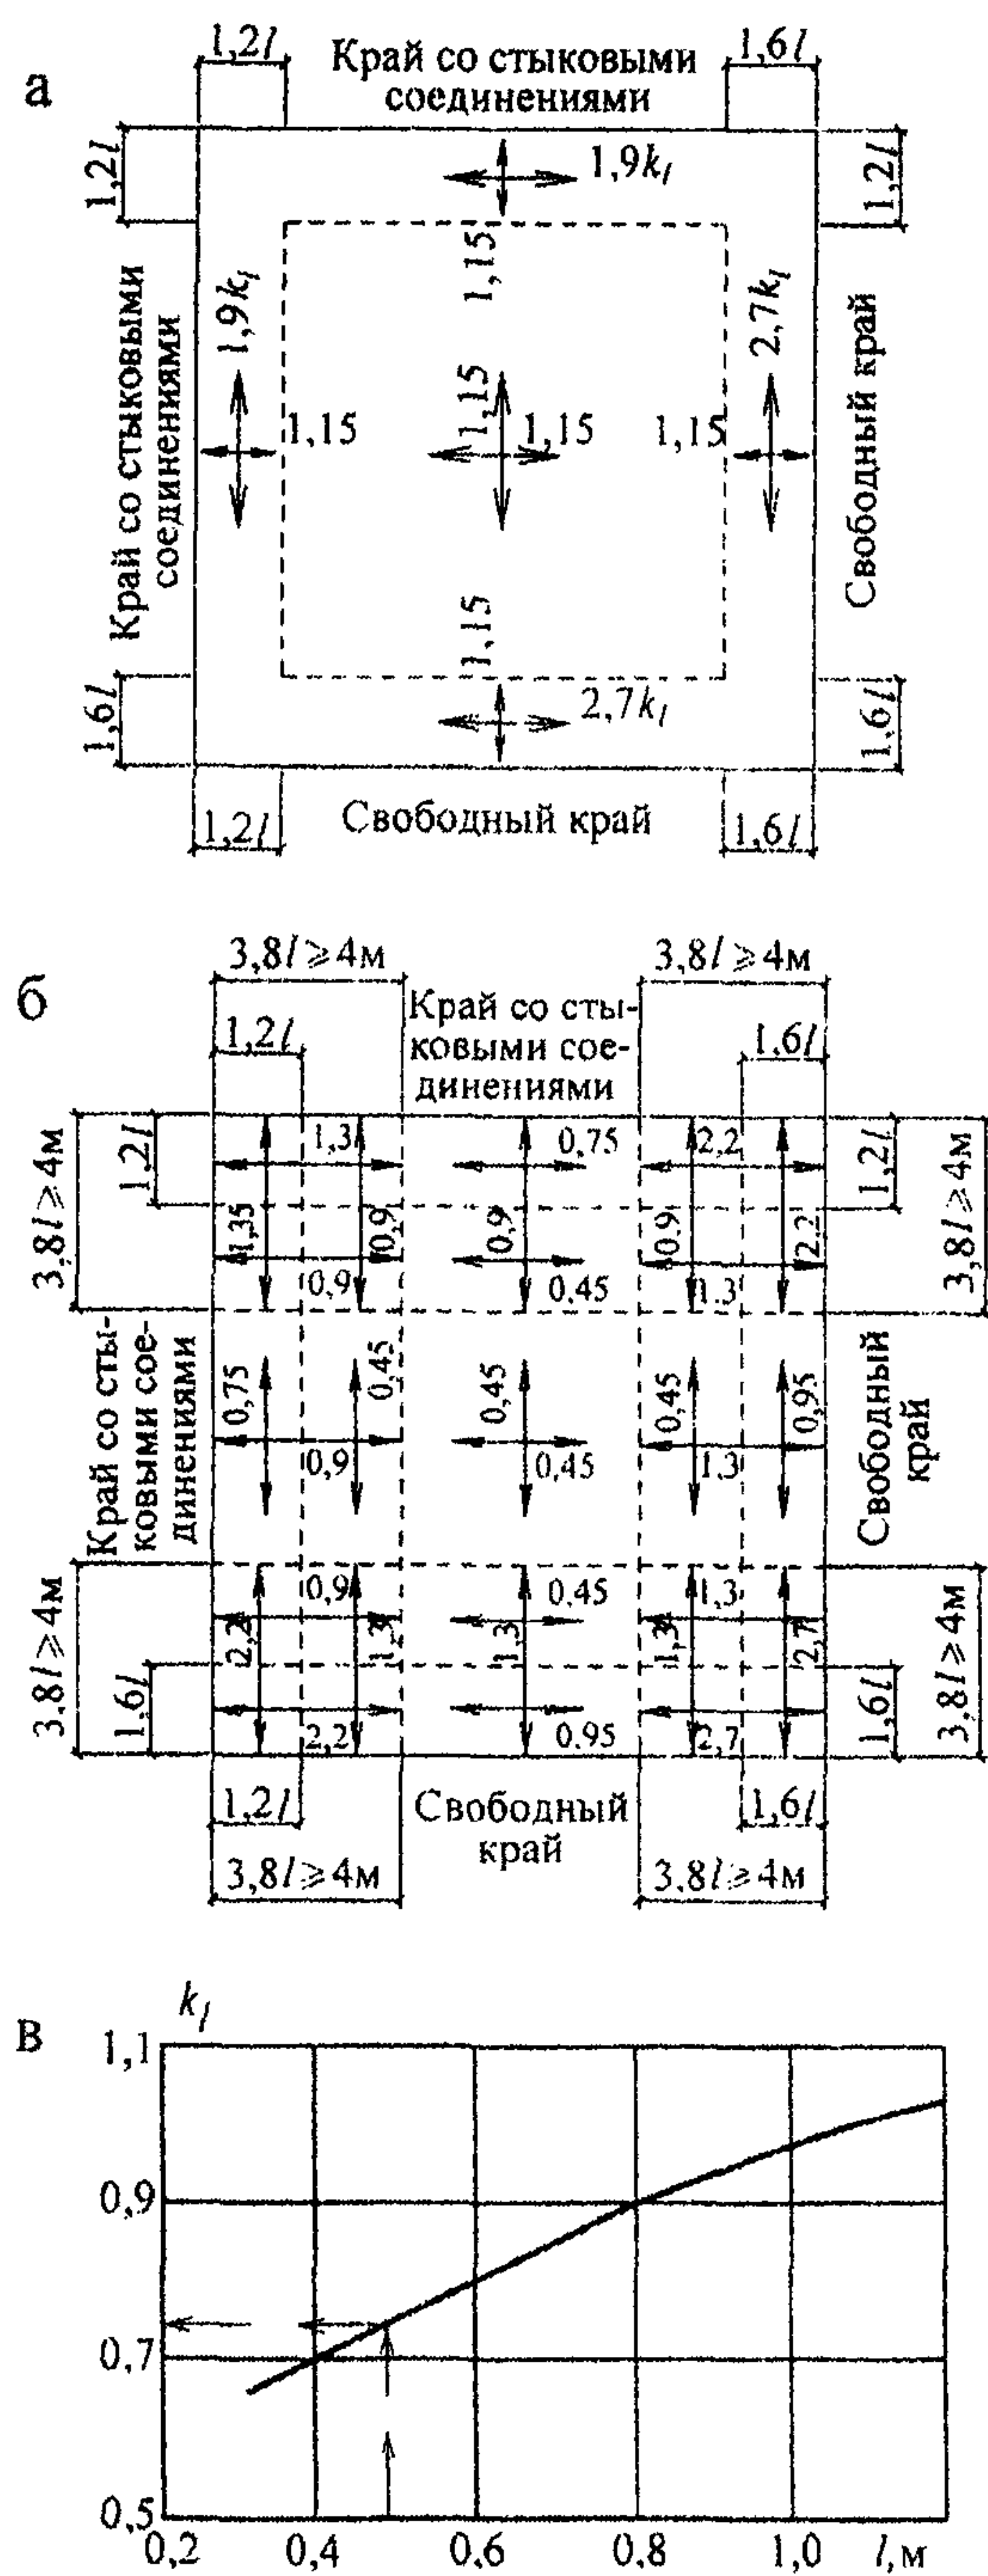 а
1,2l
Край со стыковыми
соединениями
1,6l
1,2l
1,2l
1,9k_l
1,15
1,9k_l
2,7k_l
Край со стыковыми
соединениями
1,15
1,15
1,15
1,15
Свободный край
1,15
1,6l
2,7k_l
1,6l
1,2l
Свободный край
1,6l
б
3,8l ⩾ 4м
3,8l ⩾ 4м
Край со сты-
ковыми сое-
динениями
1,2l
1,6l
3,8l ⩾ 4м
1,2l
1,3
0,75
2,2
1,2l
3,8l ⩾ 4м
1,35
0,9
0,9
0,9
2,2
0,9
0,45
1,3
Край со сты-
ковыми сое-
динениями
0,75
0,45
0,45
0,45
0,95
Свободный
край
0,9
0,45
1,3
3,8l ⩾ 4м
0,9
0,45
1,3
3,8l ⩾ 4м
2,2
1,3
1,3
1,3
2,7
1,6l
2,2
0,95
2,7
1,6l
1,2l
Свободный
край
1,6l
3,8l ⩾ 4м
3,8l ⩾ 4м
в
k_l
1,1
0,9
0,7
0,5
0,2
0,4
0,6
0,8
1,0
l, м